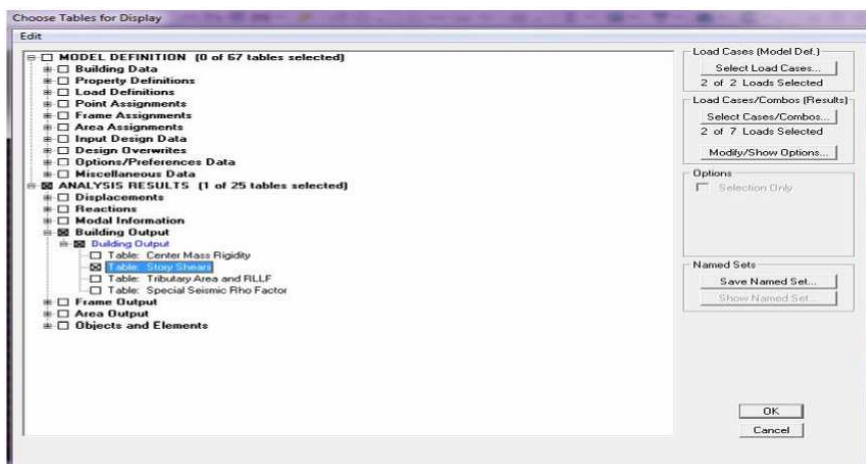 Choose Tables for Display
Edit
MODEL DEFINITION (0 of 67 tables selected)
Building Data
Property Definitions
Load Definitions
Point Assignments
Frame Assignments
Area Assignments
Input Design Data
Design Overwrites
Options/Preferences Data
Miscellaneous Data
ANALYSIS RESULTS (1 of 25 tables selected)
Displacements
Reactions
Modal Information
Building Output
Building Output
Table: Center Mass Rigidity
Table: Story Shears
Table: Tributary Area and RLLF
Table: Special Seismic Rho Factor
Frame Output
Area Output
Objects and Elements
Load Cases (Model Def.)
Select Load Cases...
2 of 2 Loads Selected
Load Cases/Combos (Results)
Select Cases/Combos...
2 of 7 Loads Selected
Modify/Show Options...
Options
Selection Only
Named Sets
Save Named Set...
Show Named Set...
OK
Cancel